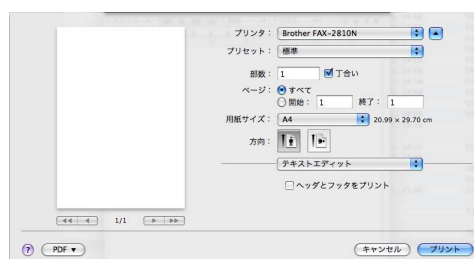 プリンタ： Brother FAX-2810N
プリセット： 標準
部数： 1 丁合い
ページ： すべて
開始： 1 終了： 1
用紙サイズ： A4 20.99 × 29.70 cm
方向：
テキストエディット
ヘッダとフッタをプリント
1/1
? PDF ▼ キャンセル プリント